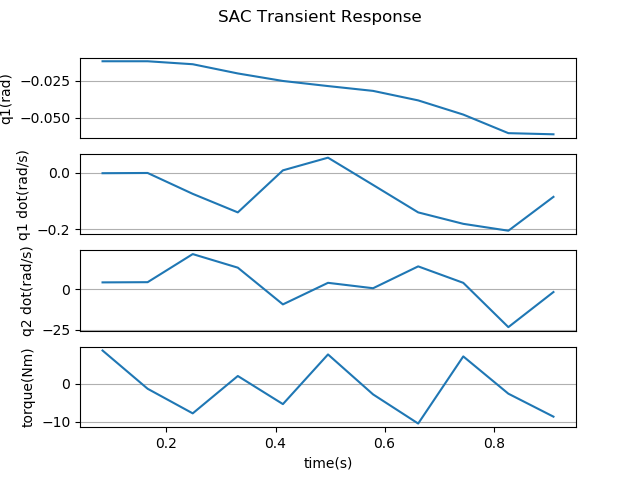 SAC Transient Response
q1(rad)
−0.025
−0.050
q1 dot(rad/s)
0.0
−0.2
q2 dot(rad/s)
0
−25
torque(Nm)
0
−10
0.2 0.4 0.6 0.8
time(s)